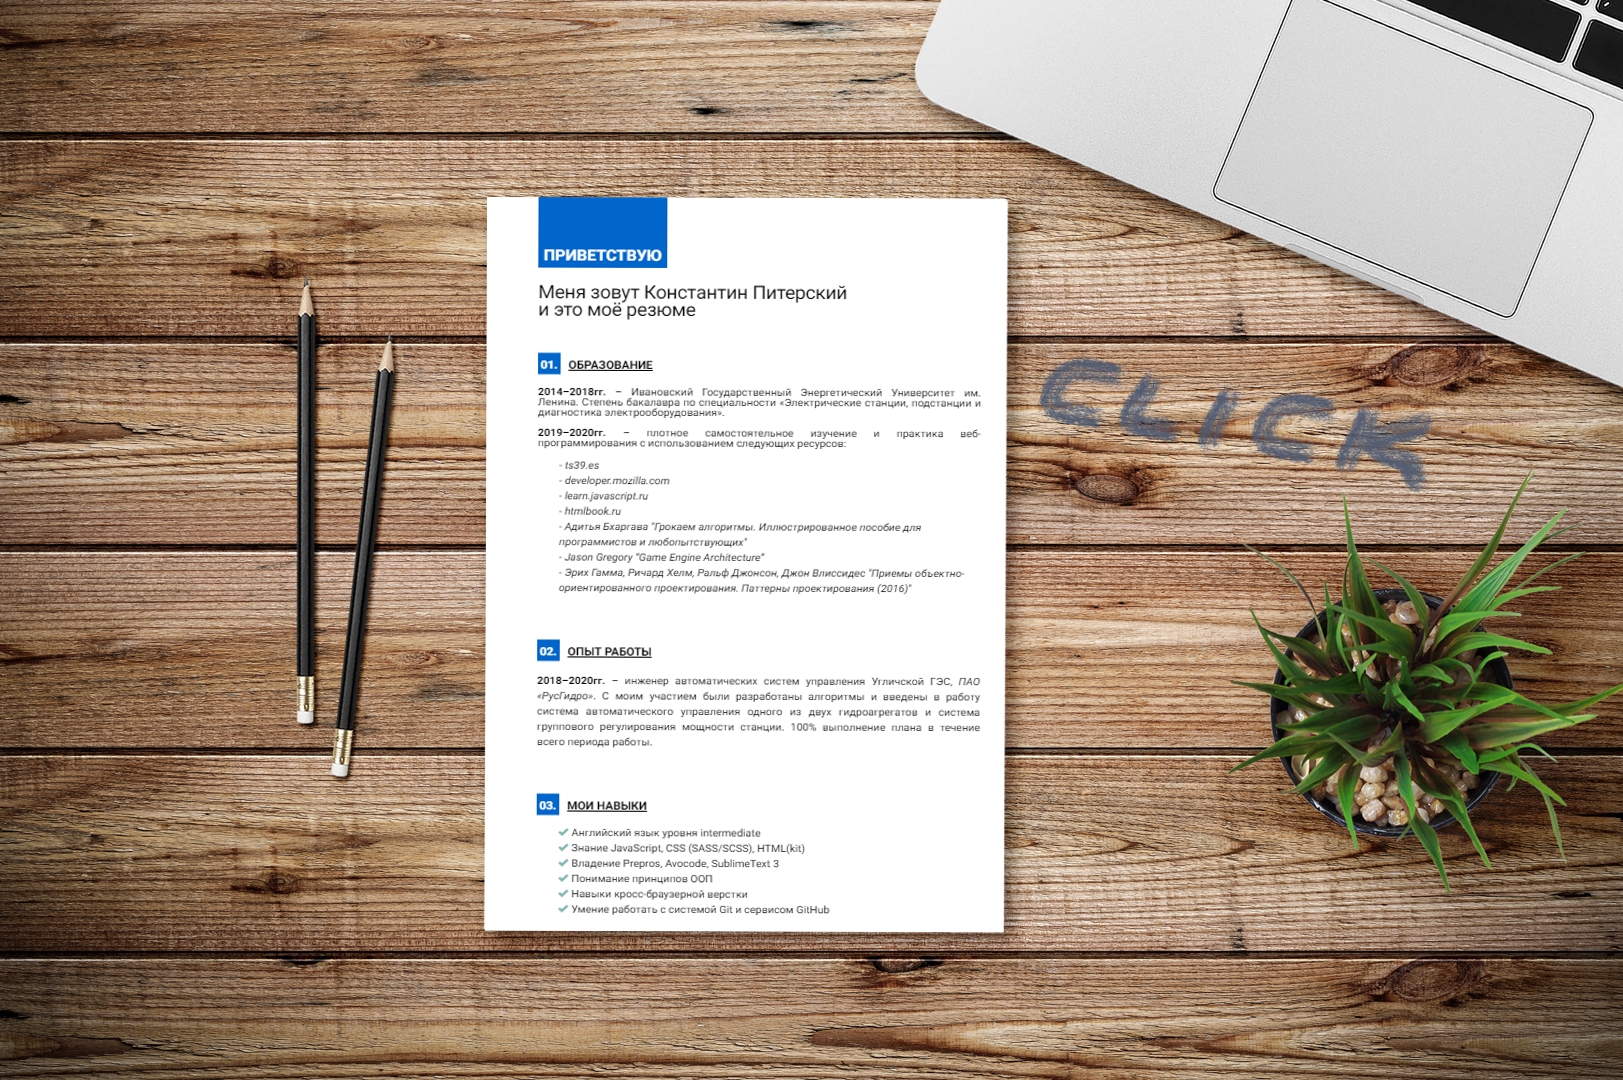 ПРИВЕТСТВУЮ
Меня зовут Константин Питерский
и это моё резюме
01. ОБРАЗОВАНИЕ
2014–2018гг. – Ивановский Государственный Энергетический Университет им.
Ленина. Степень бакалавра по специальности «Электрические станции, подстанции и
диагностика электрооборудования».
2019–2020гг. – плотное самостоятельное изучение и практика веб-
программирования с использованием следующих ресурсов:
- ts39.es
- developer.mozilla.com
- learn.javascript.ru
- htmlbook.ru
- Адитья Бхаргава "Грокаем алгоритмы. Иллюстрированное пособие для
программистов и любопытствующих"
- Jason Gregory "Game Engine Architecture"
- Эрих Гамма, Ричард Хелм, Ральф Джонсон, Джон Влиссидес "Приемы объектно-
ориентированного проектирования. Паттерны проектирования (2016)"
02. ОПЫТ РАБОТЫ
2018–2020гг. – инженер автоматических систем управления Угличской ГЭС, ПАО
«РусГидро». С моим участием были разработаны алгоритмы и введены в работу
система автоматического управления одного из двух гидроагрегатов и система
группового регулирования мощности станции. 100% выполнение плана в течение
всего периода работы.
03. МОИ НАВЫКИ
Английский язык уровня intermediate
Знание JavaScript, CSS (SASS/SCSS), HTML(kit)
Владение Prepros, Avocode, SublimeText 3
Понимание принципов ООП
Навыки кросс-браузерной верстки
Умение работать с системой Git и сервисом GitHub
CLICK